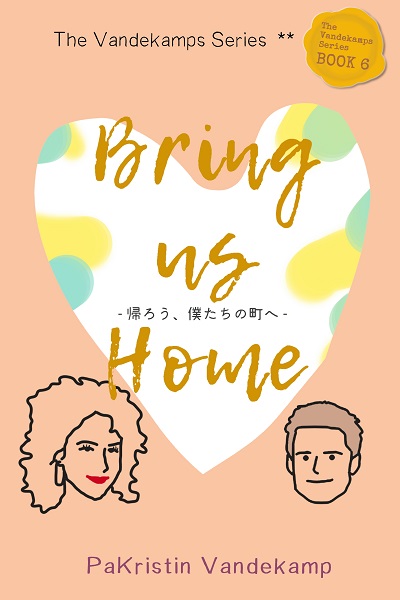 The Vandekamps Series **
The
Vandekamps
Series
BOOK 6
Bring
us
-帰ろう、僕たちの町へ-
Home
PaKristin Vandekamp